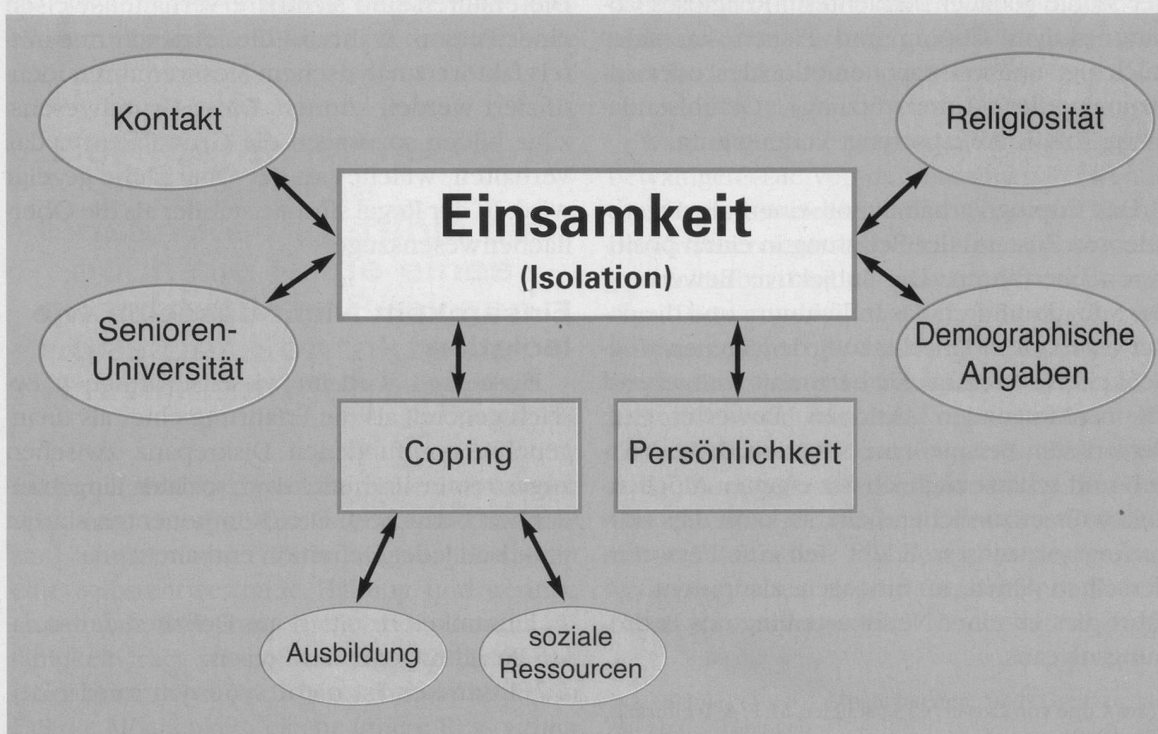 Kontakt
Religiosität
Einsamkeit
(Isolation)
Senioren-
Universität
Demographische
Angaben
Coping
Persönlichkeit
Ausbildung
soziale
Ressourcen